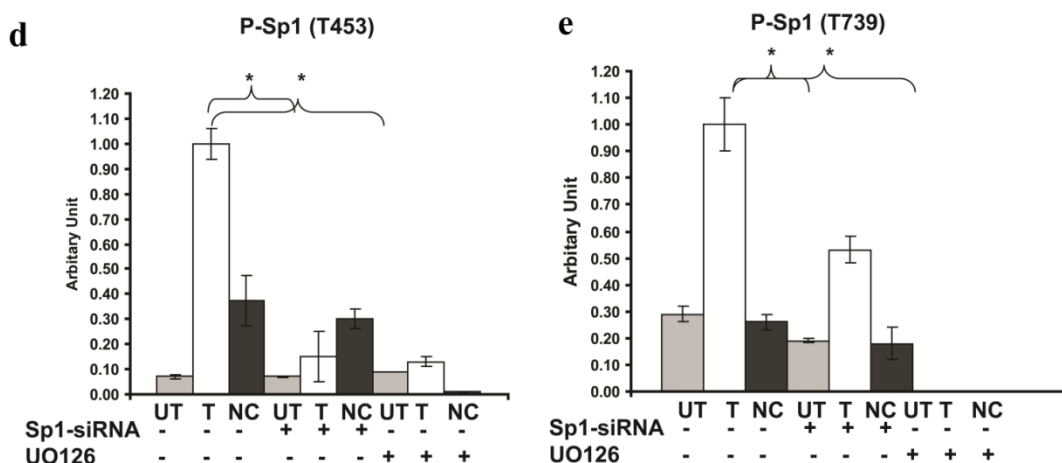 d
P-Sp1 (T453)
* *
Arbitary Unit
1.20
1.10
1.00
0.90
0.80
0.70
0.60
0.50
0.40
0.30
0.20
0.10
0.00
UT T NC UT T NC UT T NC
Sp1-siRNA - - - + + + - - -
UO126 - - - - - - + + +
e
P-Sp1 (T739)
* *
Arbitary Unit
1.20
1.10
1.00
0.90
0.80
0.70
0.60
0.50
0.40
0.30
0.20
0.10
0.00
UT T NC UT T NC UT T NC
Sp1-siRNA - - - + + + - - -
UO126 - - - - - - + + +